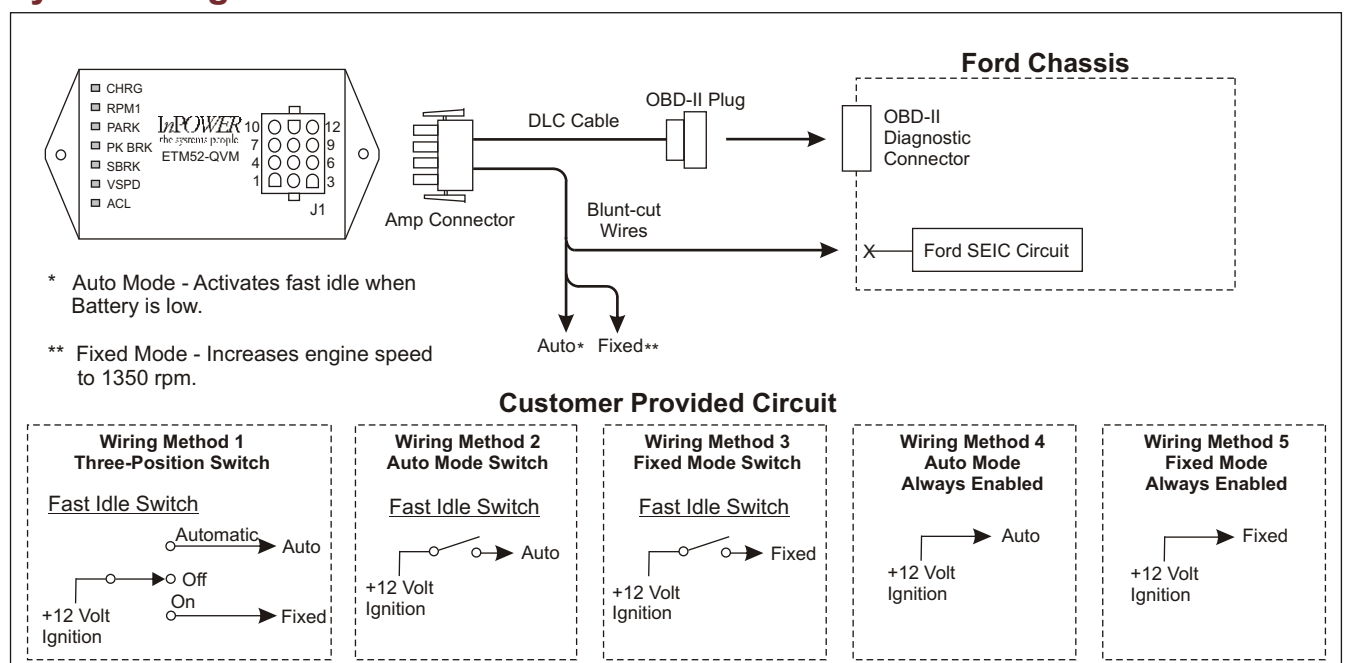 Ford Chassis
CHRG
RPM1
PARK
PK BRK
SBRK
VSPD
ACL
InPOWER
the systems people
ETM52-QVM
10
12
7
9
4
6
1
3
J1
Amp Connector
DLC Cable
OBD-II Plug
OBD-II
Diagnostic
Connector
Blunt-cut
Wires
X
Ford SEIC Circuit
* Auto Mode - Activates fast idle when
Battery is low.
** Fixed Mode - Increases engine speed
to 1350 rpm.
Auto* Fixed**
Customer Provided Circuit
Wiring Method 1
Three-Position Switch
Fast Idle Switch
Automatic
Auto
Off
On
Fixed
+12 Volt
Ignition
Wiring Method 2
Auto Mode Switch
Fast Idle Switch
Auto
+12 Volt
Ignition
Wiring Method 3
Fixed Mode Switch
Fast Idle Switch
Fixed
+12 Volt
Ignition
Wiring Method 4
Auto Mode
Always Enabled
Auto
+12 Volt
Ignition
Wiring Method 5
Fixed Mode
Always Enabled
Fixed
+12 Volt
Ignition